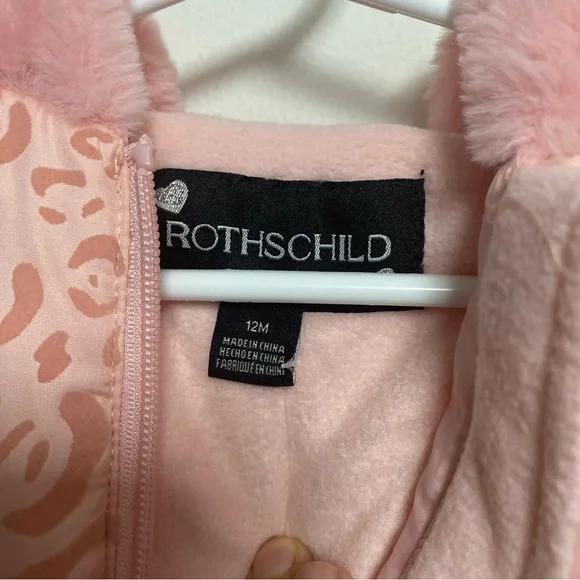 ROTHSCHILD
12M
MADE IN CHINA
HECHO EN CHINA
FABRIQUÉ EN CHINE